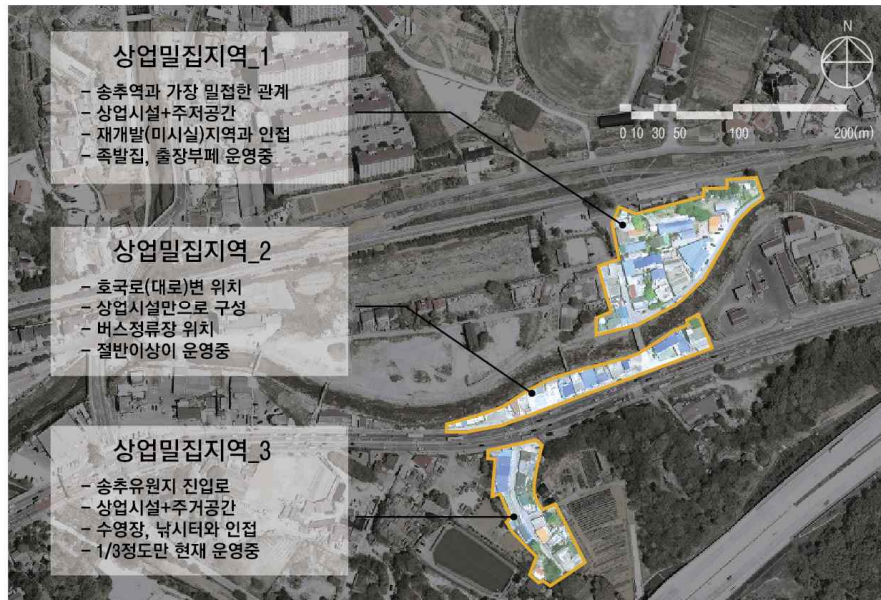 상업밀집지역_1
- 송추역과 가장 밀접한 관계
- 상업시설+주저공간
- 재개발(미시실)지역과 인접
- 족발집, 출장부페 운영중
상업밀집지역_2
- 호국로(대로)변 위치
- 상업시설만으로 구성
- 버스정류장 위치
- 절반이상이 운영중
상업밀집지역_3
- 송추유원지 진입로
- 상업시설+주거공간
- 수영장, 낚시터와 인접
- 1/3정도만 현재 운영중
N
0 10 30 50 100 200(m)